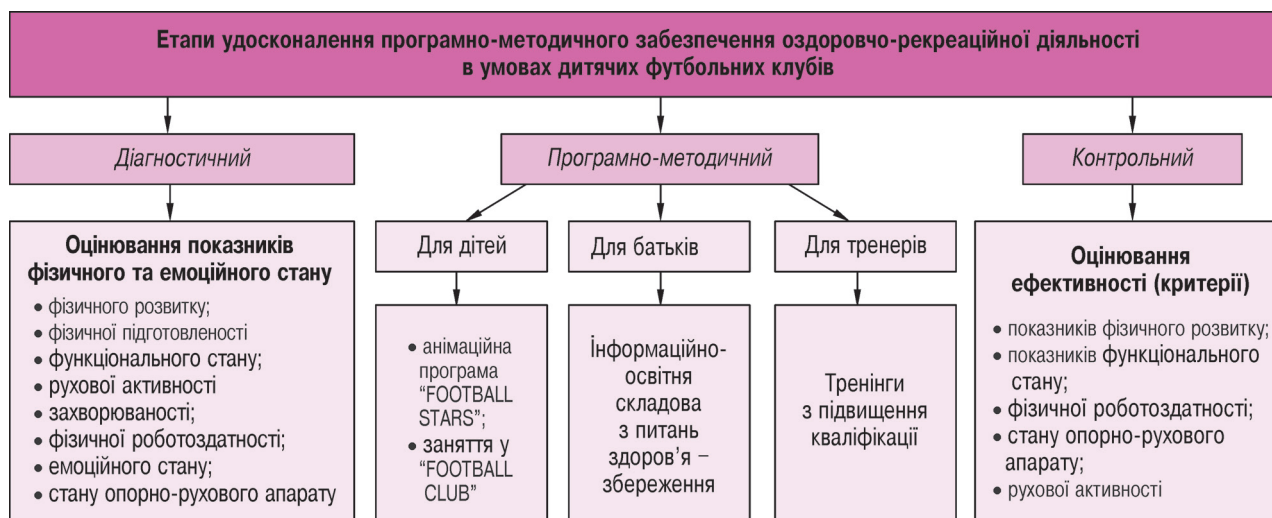 Етапи удосконалення програмно-методичного забезпечення оздоровчо-рекреаційної діяльності
в умовах дитячих футбольних клубів
Діагностичний
Програмно-методичний
Контрольний
Оцінювання показників
фізичного та емоційного стану
• фізичного розвитку;
• фізичної підготовленості
• функціонального стану;
• рухової активності
• захворюваності;
• фізичної роботоздатності;
• емоційного стану;
• стану опорно-рухового апарату
Для дітей
• анімаційна
програма
“FOOTBALL
STARS”;
• заняття у
“FOOTBALL
CLUB”
Для батьків
Інформаційно-
освітня
складова
з питань
здоров’я –
збереження
Для тренерів
Тренінги
з підвищення
кваліфікації
Оцінювання
ефективності (критерії)
• показників фізичного розвитку;
• показників функціонального
стану;
• фізичної роботоздатності;
• стану опорно-рухового
апарату;
• рухової активності